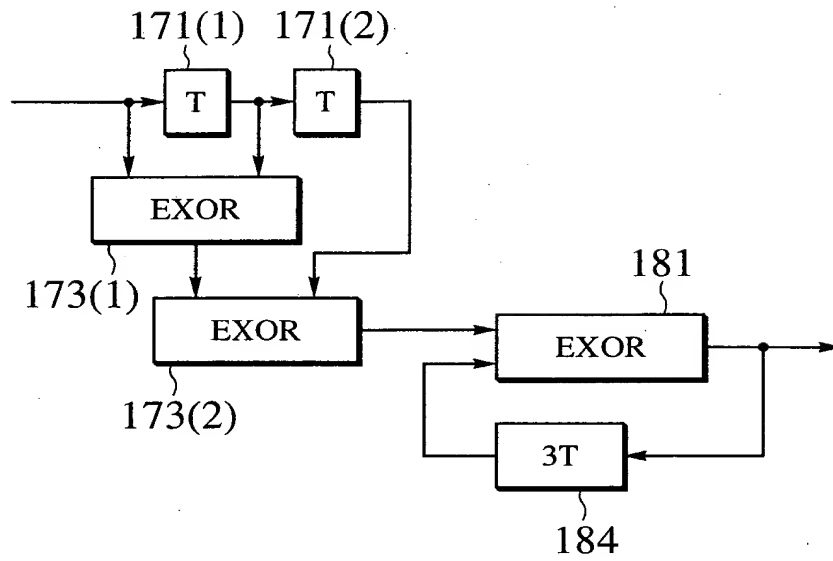 171(1) 171(2)
T T
EXOR
173(1)
EXOR
173(2)
181
EXOR
3T
184